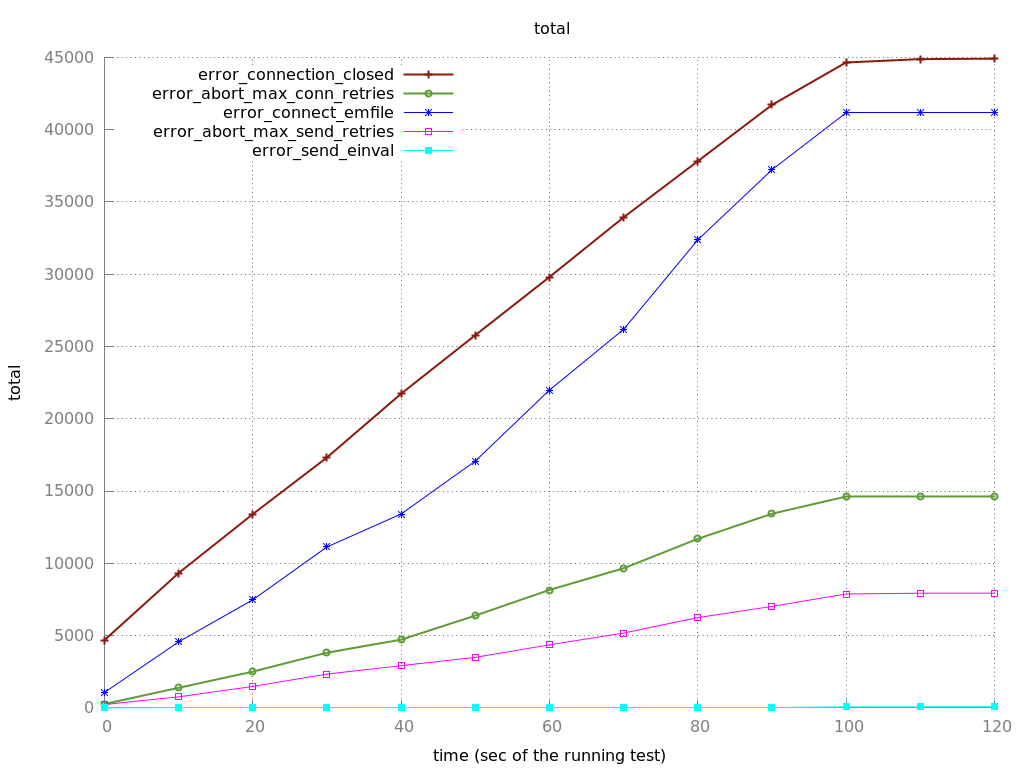 total
45000
40000
35000
30000
25000
20000
15000
10000
5000
0
total
error_connection_closed
error_abort_max_conn_retries
error_connect_emfile
error_abort_max_send_retries
error_send_einval
0 20 40 60 80 100 120
time (sec of the running test)